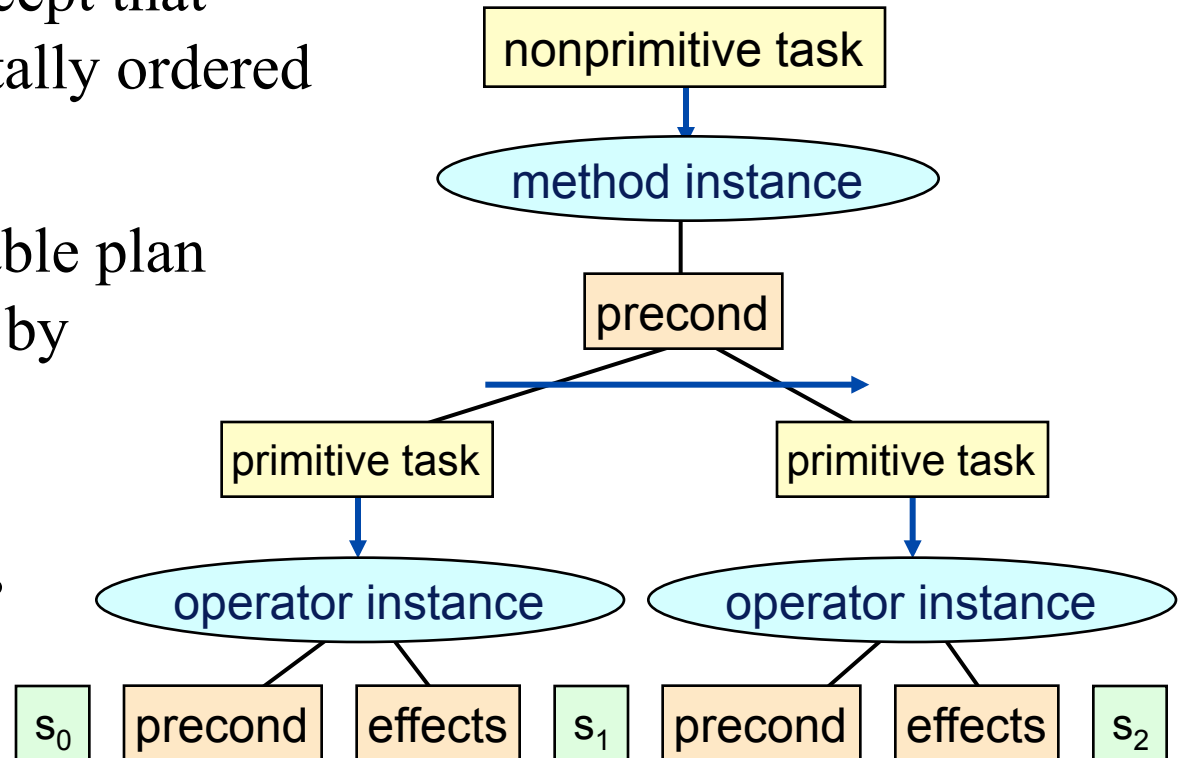 cept that
tally ordered
able plan
by
nonprimitive task
method instance
precond
primitive task primitive task
operator instance operator instance
s₀ precond effects s₁ precond effects s₂